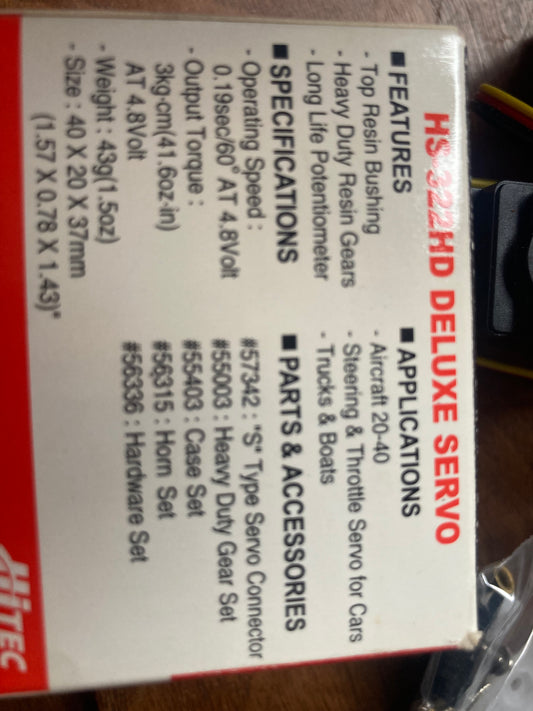 HS-322HD DELUXE SERVO
■ FEATURES
- Top Resin Bushing
- Heavy Duty Resin Gears
- Long Life Potentiometer
■ SPECIFICATIONS
- Operating Speed :
0.19sec/60° AT 4.8Volt
- Output Torque :
3kg·cm(41.6oz·in)
AT 4.8Volt
- Weight : 43g(1.5oz)
- Size : 40 X 20 X 37mm
(1.57 X 0.78 X 1.43)"
■ APPLICATIONS
- Aircraft 20-40
- Steering & Throttle Servo for Cars
- Trucks & Boats
■ PARTS & ACCESSORIES
#57342 : "S" Type Servo Connector
#55003 : Heavy Duty Gear Set
#55403 : Case Set
#56315 : Horn Set
#56336 : Hardware Set
HiTEC